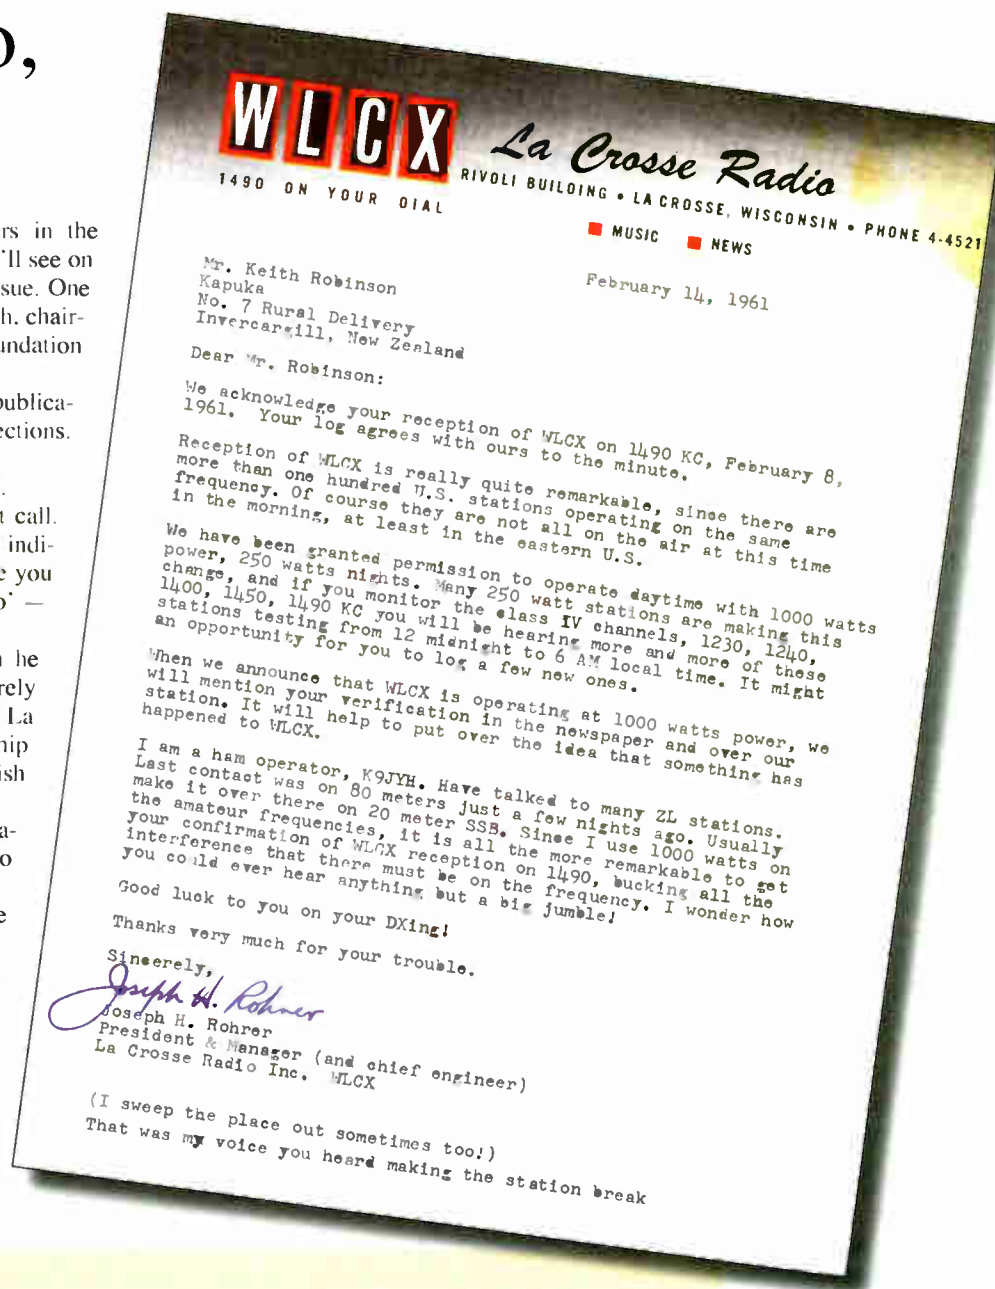 o,
rs in the
'll see on
sue. One
h, chair-
undation
publica-
ections.
t call.
indi-
e you
o' —
n he
rely
La
hip
ish
a-
o
e
WLCX La Crosse Radio
1490 ON YOUR DIAL
RIVOLI BUILDING • LA CROSSE, WISCONSIN • PHONE 4-4521
MUSIC NEWS
February 14, 1961
Mr. Keith Robinson
Kapuka
No. 7 Rural Delivery
Invercargill, New Zealand
Dear Mr. Robinson:
We acknowledge your reception of WLCX on 1490 KC, February 8,
1961. Your log agrees with ours to the minute.
Reception of WLCX is really quite remarkable, since there are
more than one hundred U.S. stations operating on the same
frequency. Of course they are not all on the air at this time
in the morning, at least in the eastern U.S.
We have been granted permission to operate daytime with 1000 watts
power, 250 watts nights. Many 250 watt stations are making this
change, and if you monitor the class IV channels, 1230, 1240,
1400, 1450, 1490 KC you will be hearing more and more of these
stations testing from 12 midnight to 6 AM local time. It might
an opportunity for you to log a few new ones.
When we announce that WLCX is operating at 1000 watts power, we
will mention your verification in the newspaper and over our
station. It will help to put over the idea that something has
happened to WLCX.
I am a ham operator, K9JYH. Have talked to many ZL stations.
Last contact was on 80 meters just a few nights ago. Usually
make it over there on 20 meter SSB. Since I use 1000 watts on
the amateur frequencies, it is all the more remarkable to get
your confirmation of WLCX reception on 1490, bucking all the
interference that there must be on the frequency. I wonder how
you could ever hear anything but a big jumble!
Good luck to you on your DXing!
Thanks very much for your trouble.
Sincerely,
Joseph H. Rohrer
Joseph H. Rohrer
President & Manager (and chief engineer)
La Crosse Radio Inc. WLCX
(I sweep the place out sometimes too!)
That was my voice you heard making the station break